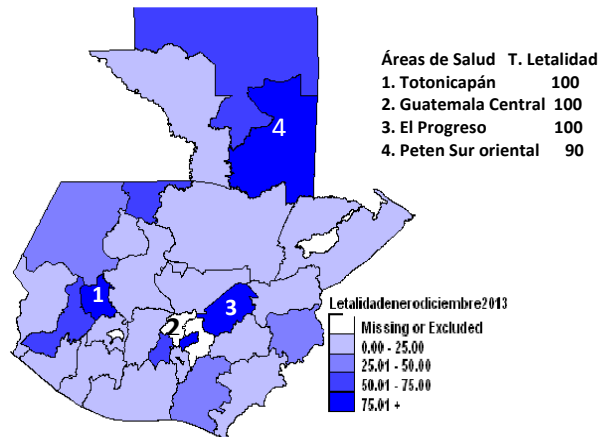 Áreas de Salud T. Letalidad
1. Totonicapán 100
2. Guatemala Central 100
3. El Progreso 100
4. Peten Sur oriental 90
4
1
2
3
Letalidadenerodiciembre2013
Missing or Excluded
0.00 - 25.00
25.01 - 50.00
50.01 - 75.00
75.01 +